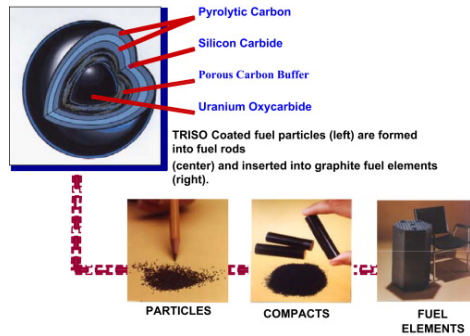 Pyrolytic Carbon
Silicon Carbide
Porous Carbon Buffer
Uranium Oxycarbide
TRISO Coated fuel particles (left) are formed
into fuel rods
(center) and inserted into graphite fuel elements
(right).
PARTICLES
COMPACTS
FUEL
ELEMENTS